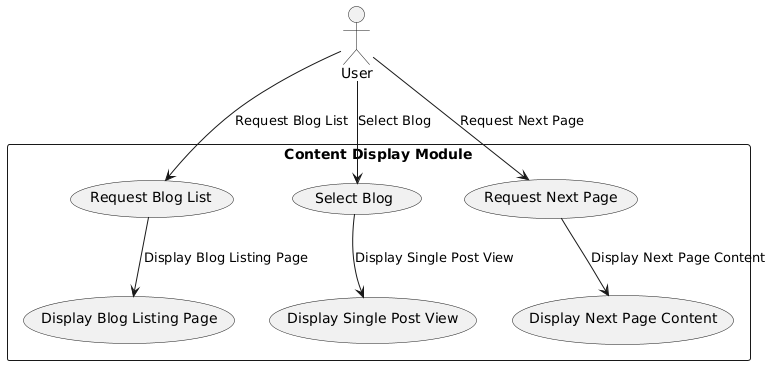 User
Request Blog List
Select Blog
Request Next Page
Content Display Module
Request Blog List
Select Blog
Request Next Page
Display Blog Listing Page
Display Single Post View
Display Next Page Content
Display Blog Listing Page
Display Single Post View
Display Next Page Content